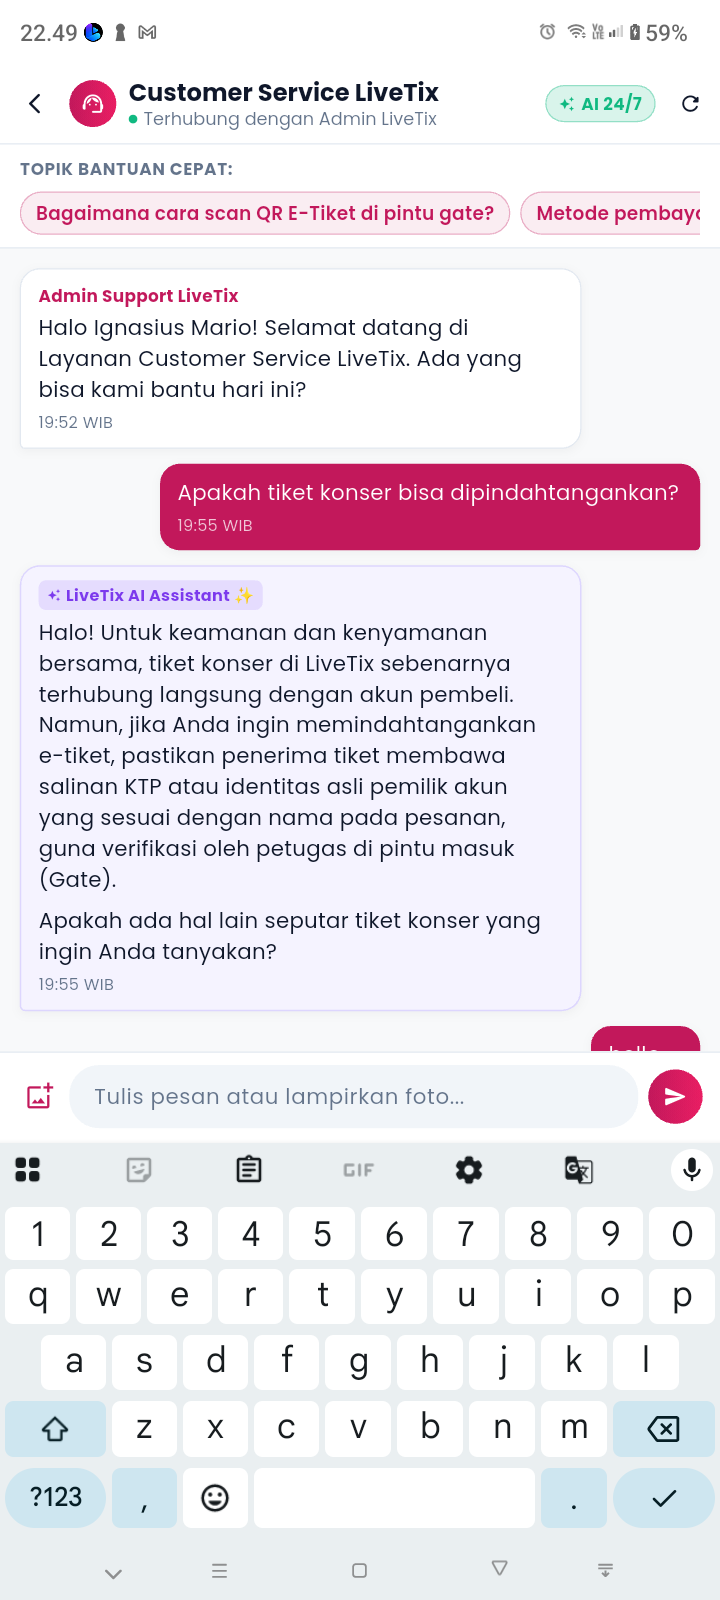 22.49 59%
Customer Service LiveTix
Terhubung dengan Admin LiveTix
AI 24/7
TOPIK BANTUAN CEPAT:
Bagaimana cara scan QR E-Tiket di pintu gate?
Metode
Admin Support LiveTix
Halo Ignasius Mario! Selamat datang di
Layanan Customer Service LiveTix. Ada yang
bisa kami bantu hari ini?
19:52 WIB
Apakah tiket konser bisa dipindahtangankan?
19:55 WIB
LiveTix AI Assistant ✨
Halo! Untuk keamanan dan kenyamanan
bersama, tiket konser di LiveTix sebenarnya
terhubung langsung dengan akun pembeli.
Namun, jika Anda ingin memindahtangankan
e-tiket, pastikan penerima tiket membawa
salinan KTP atau identitas asli pemilik akun
yang sesuai dengan nama pada pesanan,
guna verifikasi oleh petugas di pintu masuk
(Gate).
Apakah ada hal lain seputar tiket konser yang
ingin Anda tanyakan?
19:55 WIB
Tulis pesan atau lampirkan foto...
GIF
1 2 3 4 5 6 7 8 9 0
q w e r t y u i o p
a s d f g h j k l
z x c v b n m
?123 , .